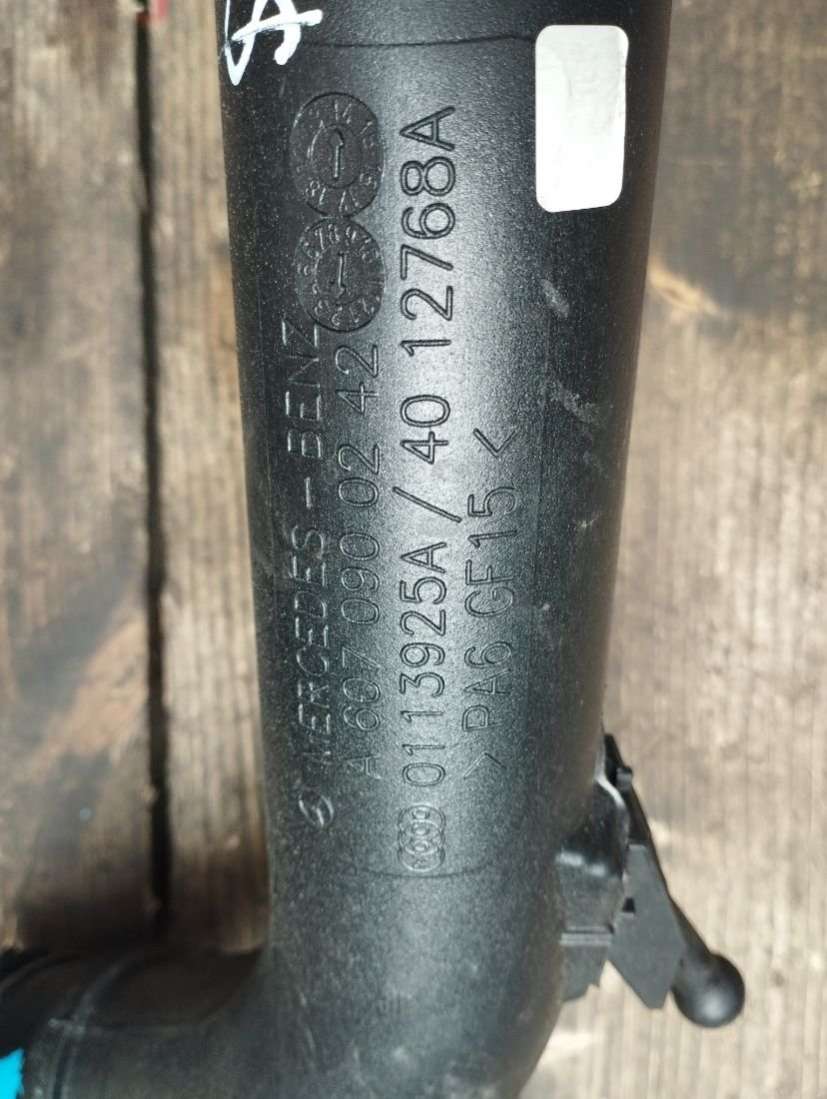 MERCEDES-BENZ
A 607 090 02 42
0113925A / 40 12768A
>PA6 GF15<